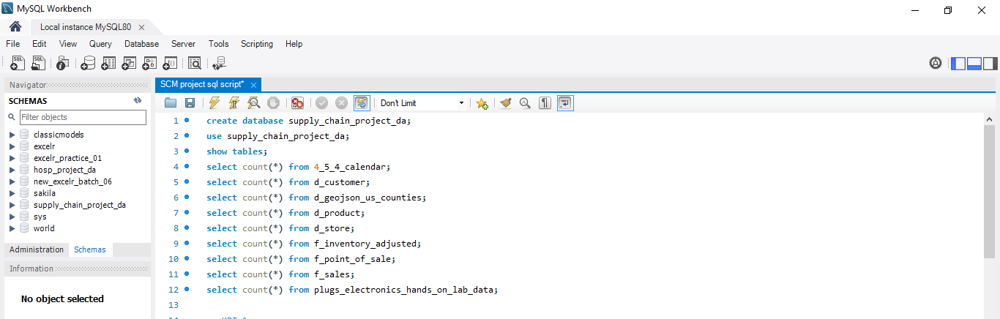 MySQL Workbench
Local instance MySQL80
File Edit View Query Database Server Tools Scripting Help
Navigator
SCHEMAS
Filter objects
classicmodels
excelr
excelr_practice_01
hosp_project_da
new_excelr_batch_06
sakila
supply_chain_project_da
sys
world
Administration Schemas
Information
No object selected
SCM project sql script*
Don't Limit
1 create database supply_chain_project_da;
2 use supply_chain_project_da;
3 show tables;
4 select count(*) from 4_5_4_calendar;
5 select count(*) from d_customer;
6 select count(*) from d_geojson_us_counties;
7 select count(*) from d_product;
8 select count(*) from d_store;
9 select count(*) from f_inventory_adjusted;
10 select count(*) from f_point_of_sale;
11 select count(*) from f_sales;
12 select count(*) from plugs_electronics_hands_on_lab_data;
13